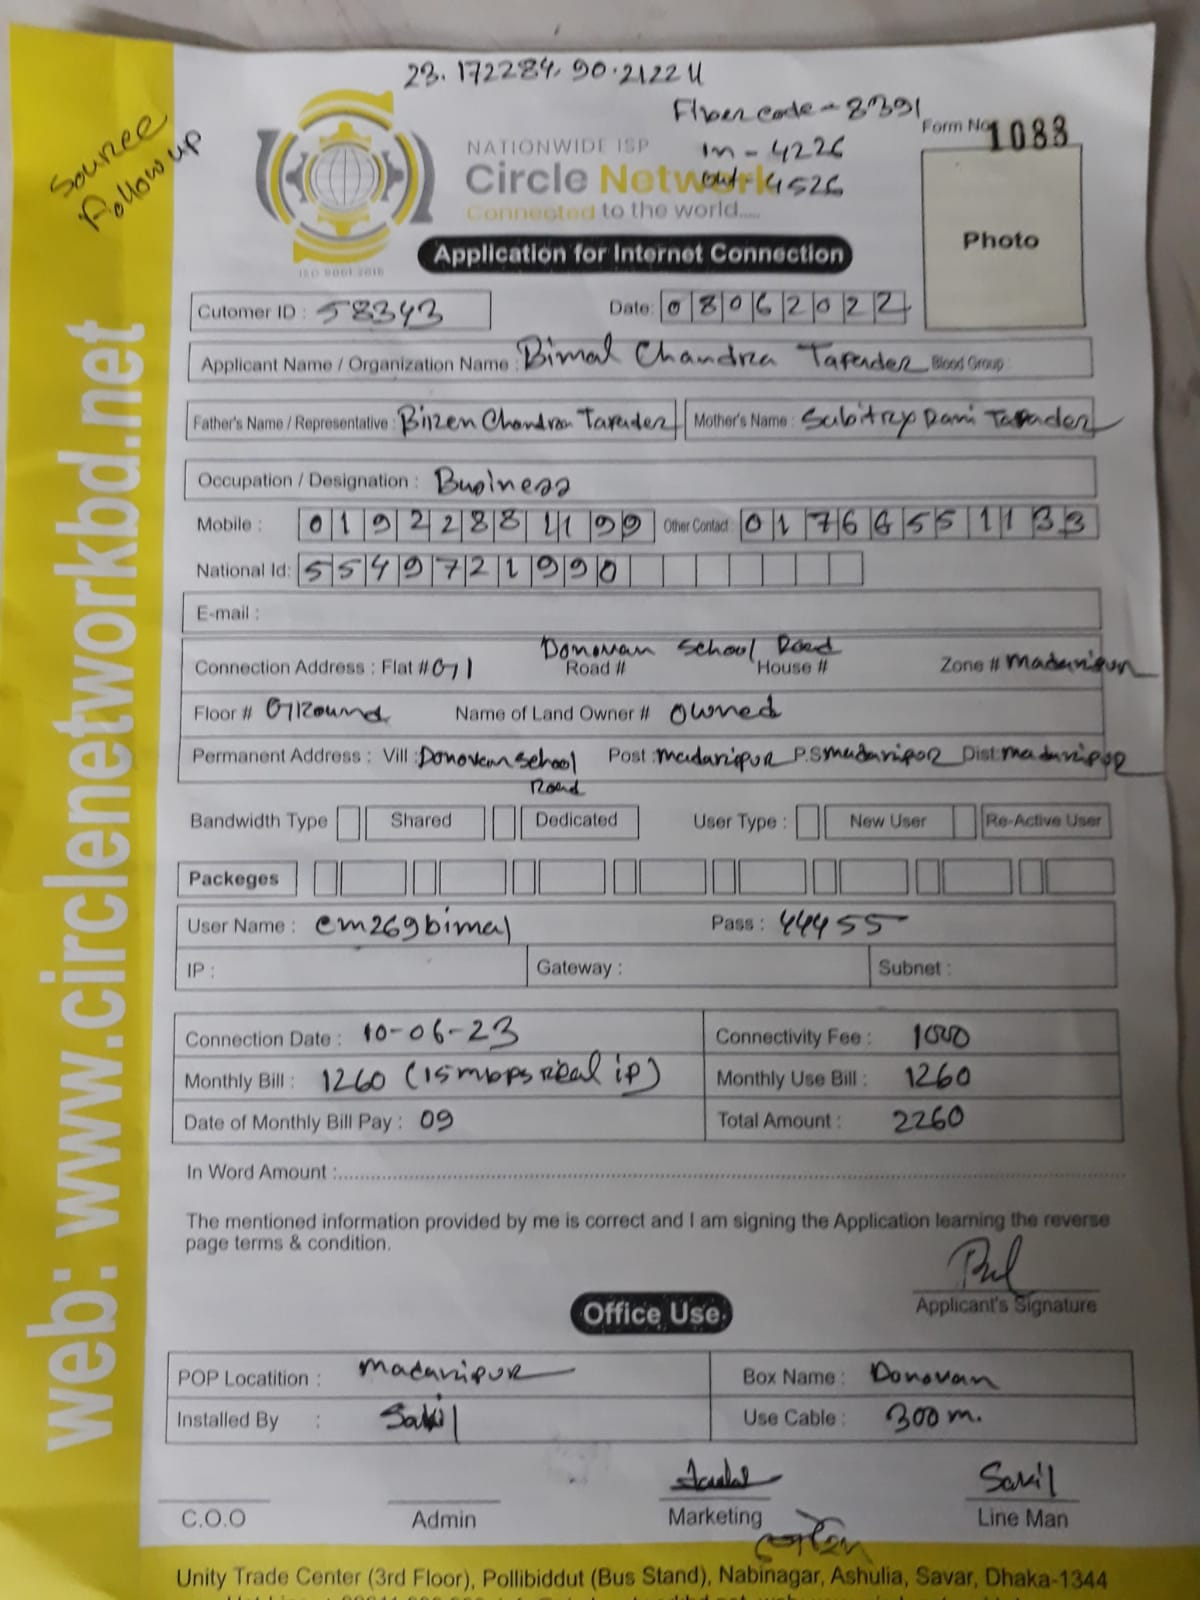 23.172284.90.2122 U
Fiber code - 8391
in - 4226
out - 4526
Source
Follow up
Form No 1083
NATIONWIDE ISP
Circle Network
Connected to the world.....
ISO 9001:2015
Photo
Application for Internet Connection
Cutomer ID : 58343 Date: 08062022
Applicant Name / Organization Name : Bimal Chandra Tarader Blood Group :
Father's Name / Representative : Birzen Chandra Tarader Mother's Name : Sabitry Rani Tarader
Occupation / Designation : Business
Mobile : Other Contact : 01766551133
National Id: 5549721990
E-mail :
Donovan School Road
Connection Address : Flat # G1 Road # House # Zone # Madaripur
Floor # Ground Name of Land Owner # Owned
Permanent Address : Vill : Donovan School Post : Madaripur P.S Madaripur Dist: Madaripur
Road
Bandwidth Type Shared Dedicated User Type : New User Re-Active User
Packeges
User Name : cm269bimal Pass : 44455
IP : Gateway : Subnet :
Connection Date : 10-06-23 Connectivity Fee : 1000
Monthly Bill : 1260 (15mbps real ip) Monthly Use Bill : 1260
Date of Monthly Bill Pay : 09 Total Amount : 2260
In Word Amount :
The mentioned information provided by me is correct and I am signing the Application learning the reverse
page terms & condition.
Applicant's Signature
Office Use.
POP Locatition : Madaripur Box Name : Donovan
Installed By : Sakil Use Cable : 300 m.
Sakil
C.O.O Admin Marketing Line Man
Unity Trade Center (3rd Floor), Pollibiddut (Bus Stand), Nabinagar, Ashulia, Savar, Dhaka-1344
web: www.circlenetworkbd.net